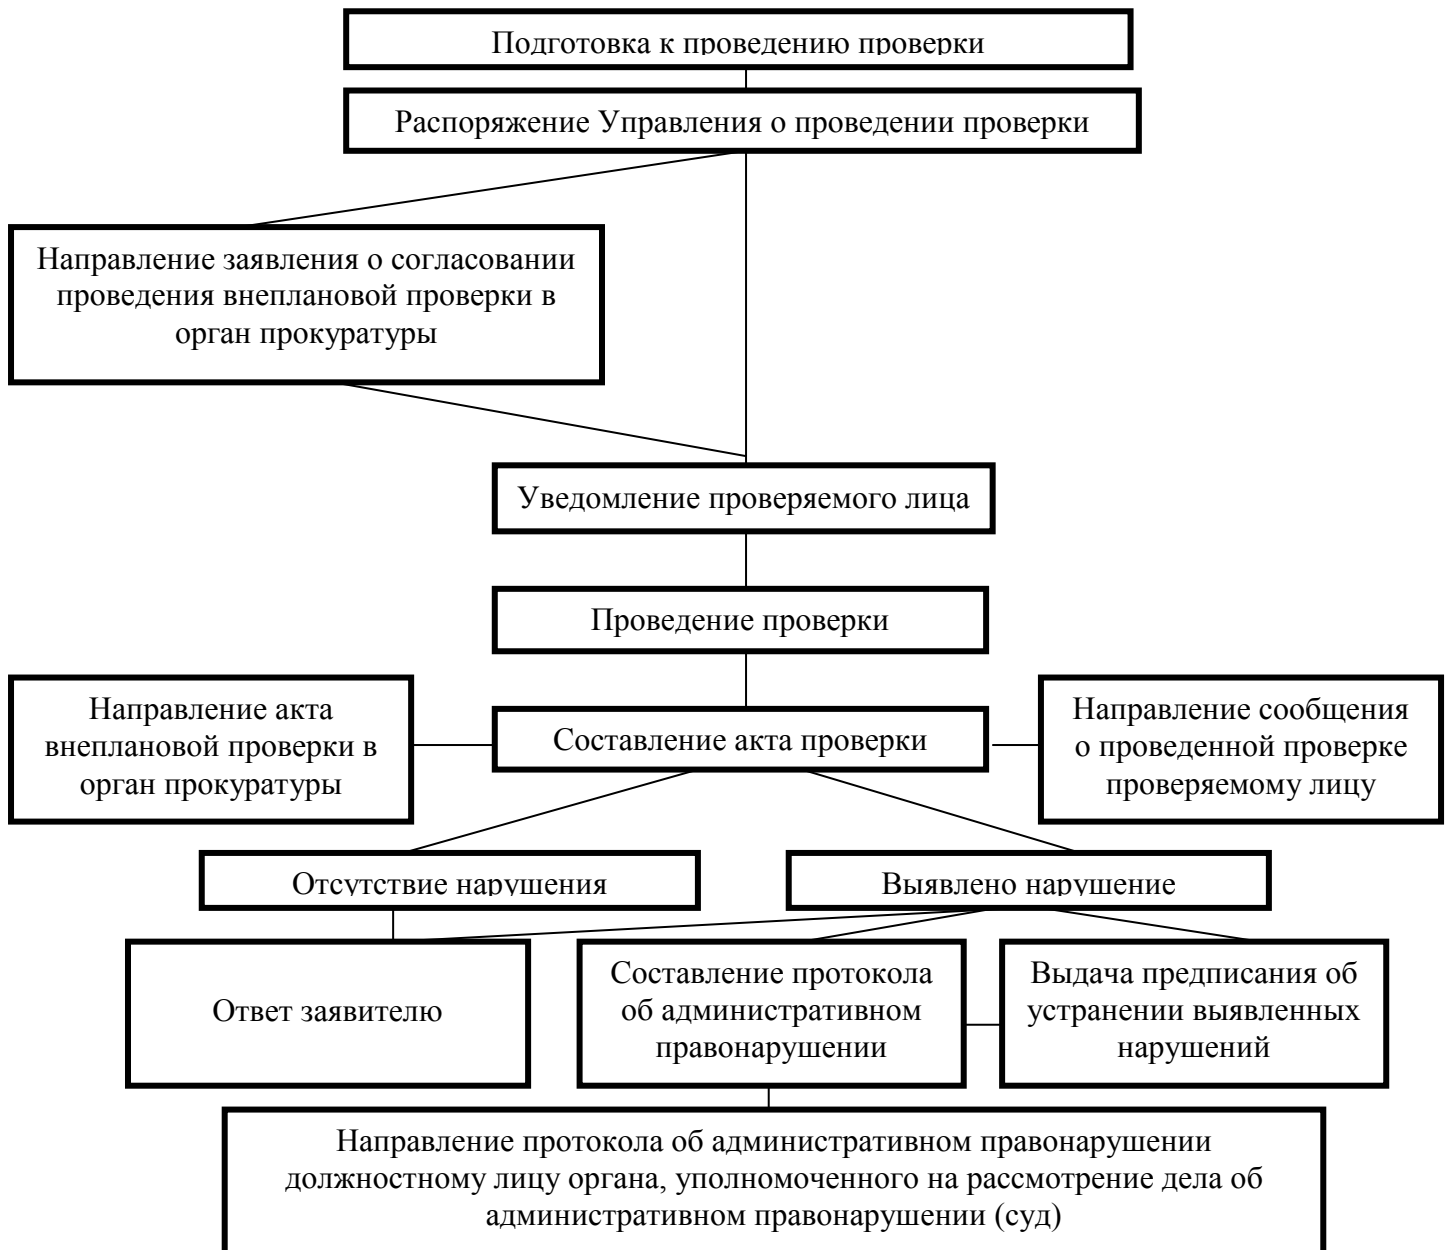 Подготовка к проведению проверки
Распоряжение Управления о проведении проверки
Направление заявления о согласовании
проведения внеплановой проверки в
орган прокуратуры
Уведомление проверяемого лица
Проведение проверки
Направление акта
внеплановой проверки в
орган прокуратуры
Составление акта проверки
Направление сообщения
о проведенной проверке
проверяемому лицу
Отсутствие нарушения
Выявлено нарушение
Ответ заявителю
Составление протокола
об административном
правонарушении
Выдача предписания об
устранении выявленных
нарушений
Направление протокола об административном правонарушении
должностному лицу органа, уполномоченного на рассмотрение дела об
административном правонарушении (суд)